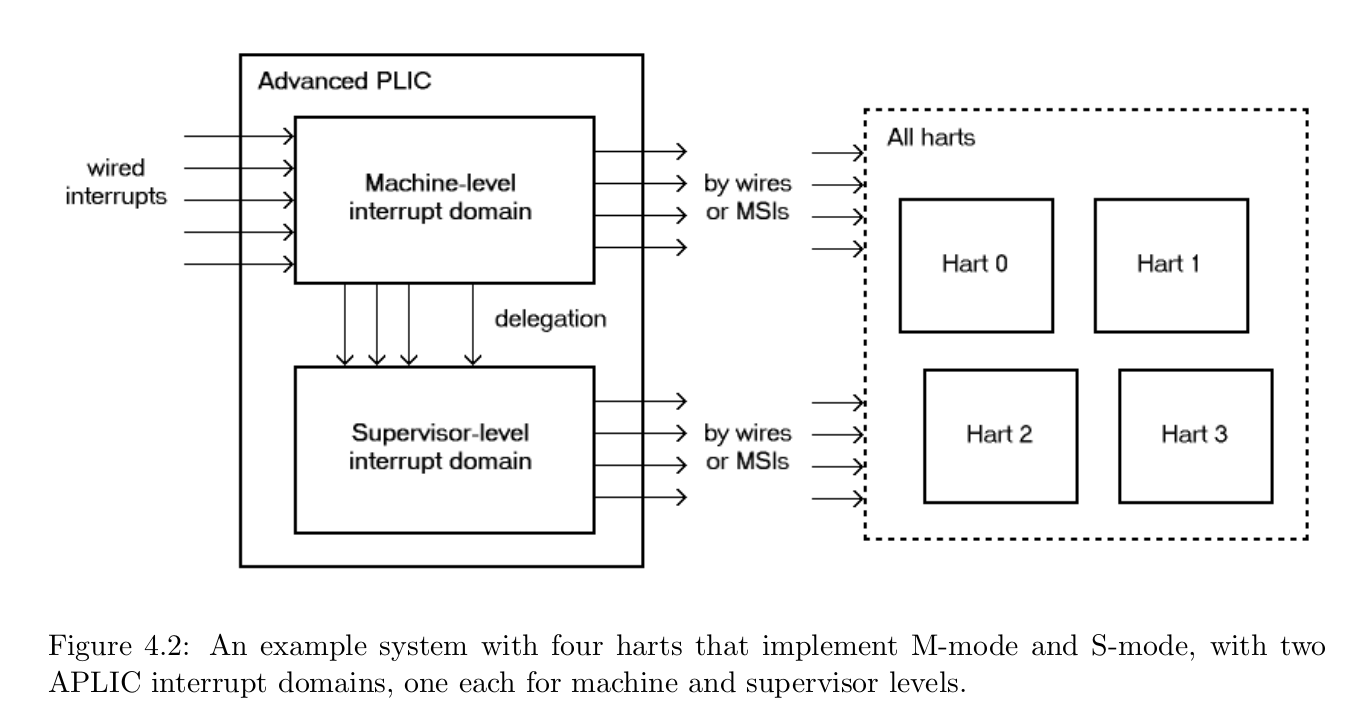 Advanced PLIC
wired
interrupts
Machine-level
interrupt domain
by wires
or MSIs
All harts
Hart 0
Hart 1
delegation
Supervisor-level
interrupt domain
by wires
or MSIs
Hart 2
Hart 3
Figure 4.2: An example system with four harts that implement M-mode and S-mode, with two
APLIC interrupt domains, one each for machine and supervisor levels.